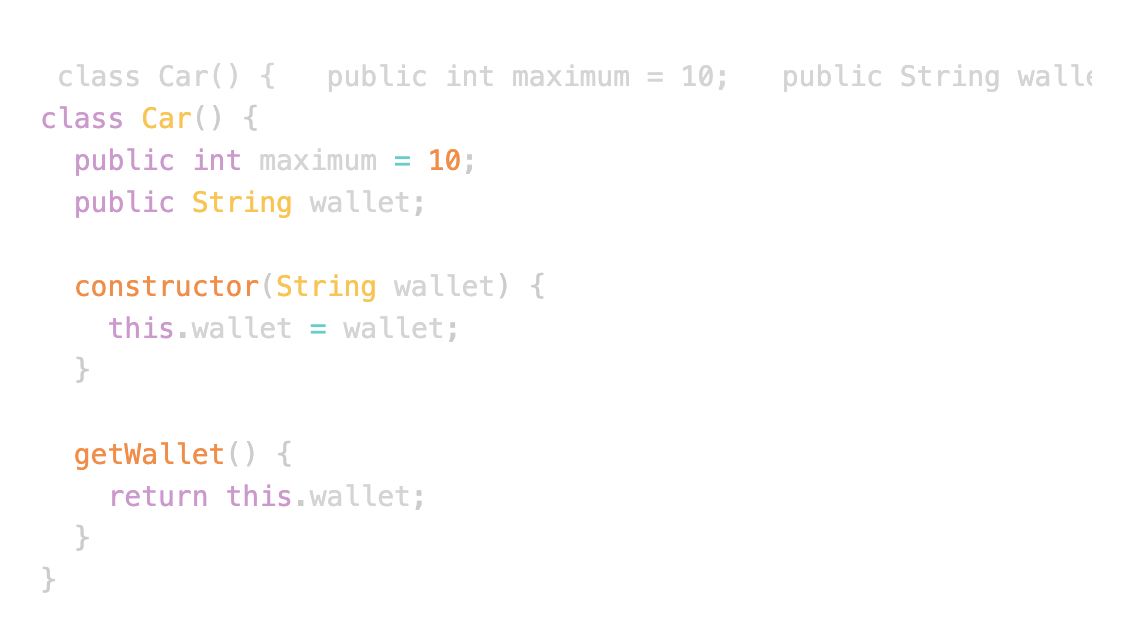 class Car() {   public int maximum = 10;   public String
class Car() {
  public int maximum = 10;
  public String wallet;
  constructor(String wallet) {
    this.wallet = wallet;
  }
  getWallet() {
    return this.wallet;
  }
}